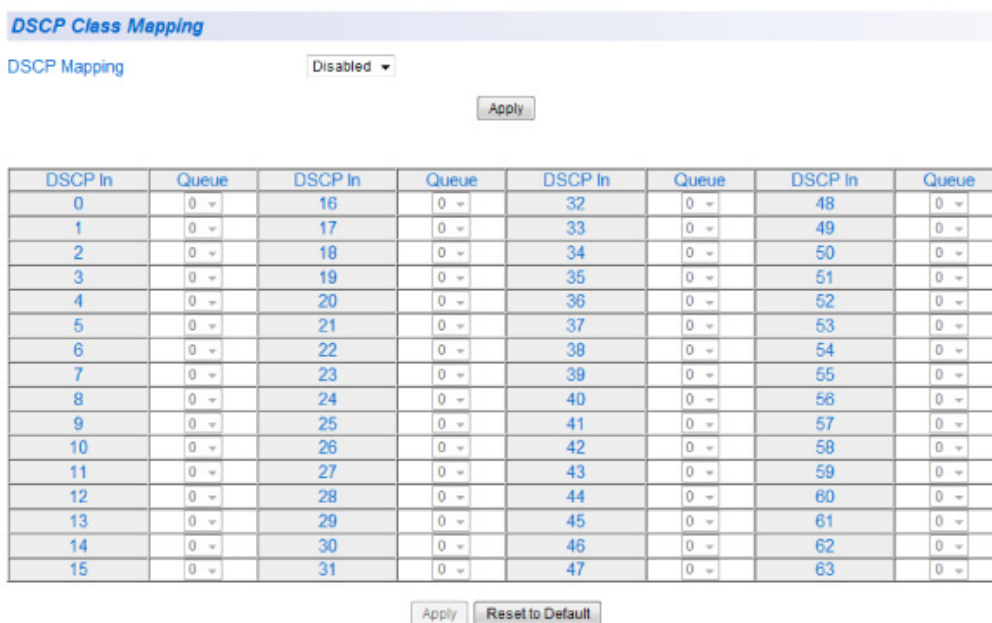 DSCP Class Mapping
DSCP Mapping Disabled
Apply
DSCP In Queue DSCP In Queue DSCP In Queue DSCP In Queue
0 0 16 0 32 0 48 0
1 0 17 0 33 0 49 0
2 0 18 0 34 0 50 0
3 0 19 0 35 0 51 0
4 0 20 0 36 0 52 0
5 0 21 0 37 0 53 0
6 0 22 0 38 0 54 0
7 0 23 0 39 0 55 0
8 0 24 0 40 0 56 0
9 0 25 0 41 0 57 0
10 0 26 0 42 0 58 0
11 0 27 0 43 0 59 0
12 0 28 0 44 0 60 0
13 0 29 0 45 0 61 0
14 0 30 0 46 0 62 0
15 0 31 0 47 0 63 0
Apply Reset to Default